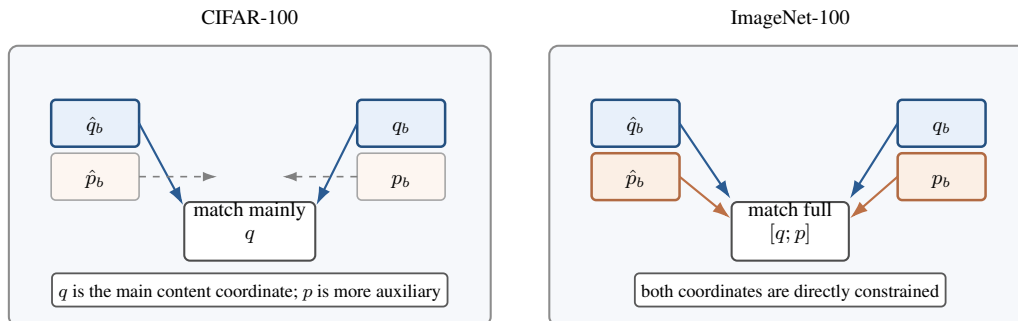 CIFAR-100
q̂_b
q_b
p̂_b
p_b
match mainly
q
q is the main content coordinate; p is more auxiliary
ImageNet-100
q̂_b
q_b
p̂_b
p_b
match full
[q; p]
both coordinates are directly constrained